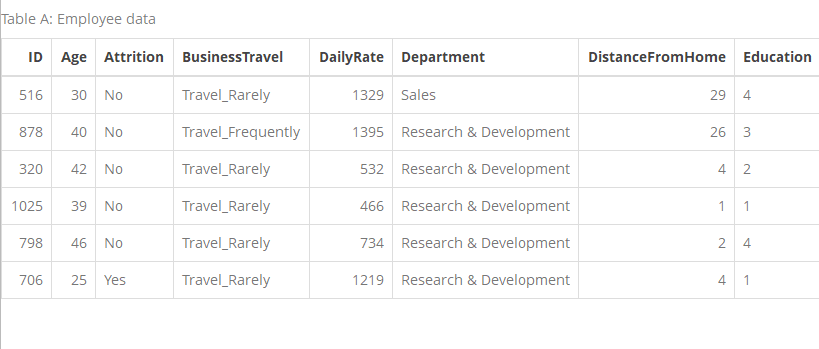 Table A: Employee data
ID Age Attrition BusinessTravel DailyRate Department DistanceFromHome Education
516 30 No Travel_Rarely 1329 Sales 29 4
878 40 No Travel_Frequently 1395 Research & Development 26 3
320 42 No Travel_Rarely 532 Research & Development 4 2
1025 39 No Travel_Rarely 466 Research & Development 1 1
798 46 No Travel_Rarely 734 Research & Development 2 4
706 25 Yes Travel_Rarely 1219 Research & Development 4 1